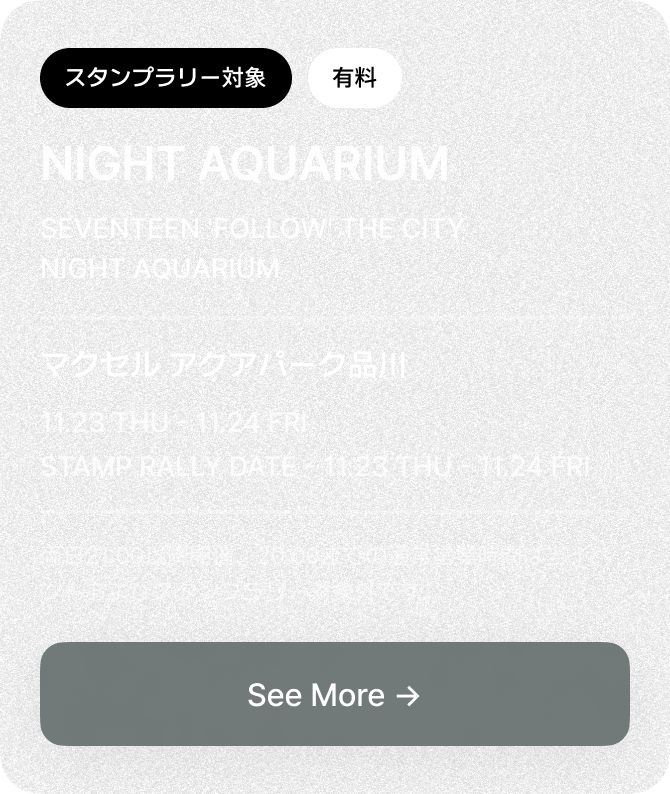 スタンプラリー対象
有料
NIGHT AQUARIUM
SEVENTEEN 'FOLLOW' THE CITY
NIGHT AQUARIUM
マクセル アクアパーク品川
11.23 THU - 11.24 FRI
STAMP RALLY DATE - 11.23 THU - 11.24 FRI
See More →